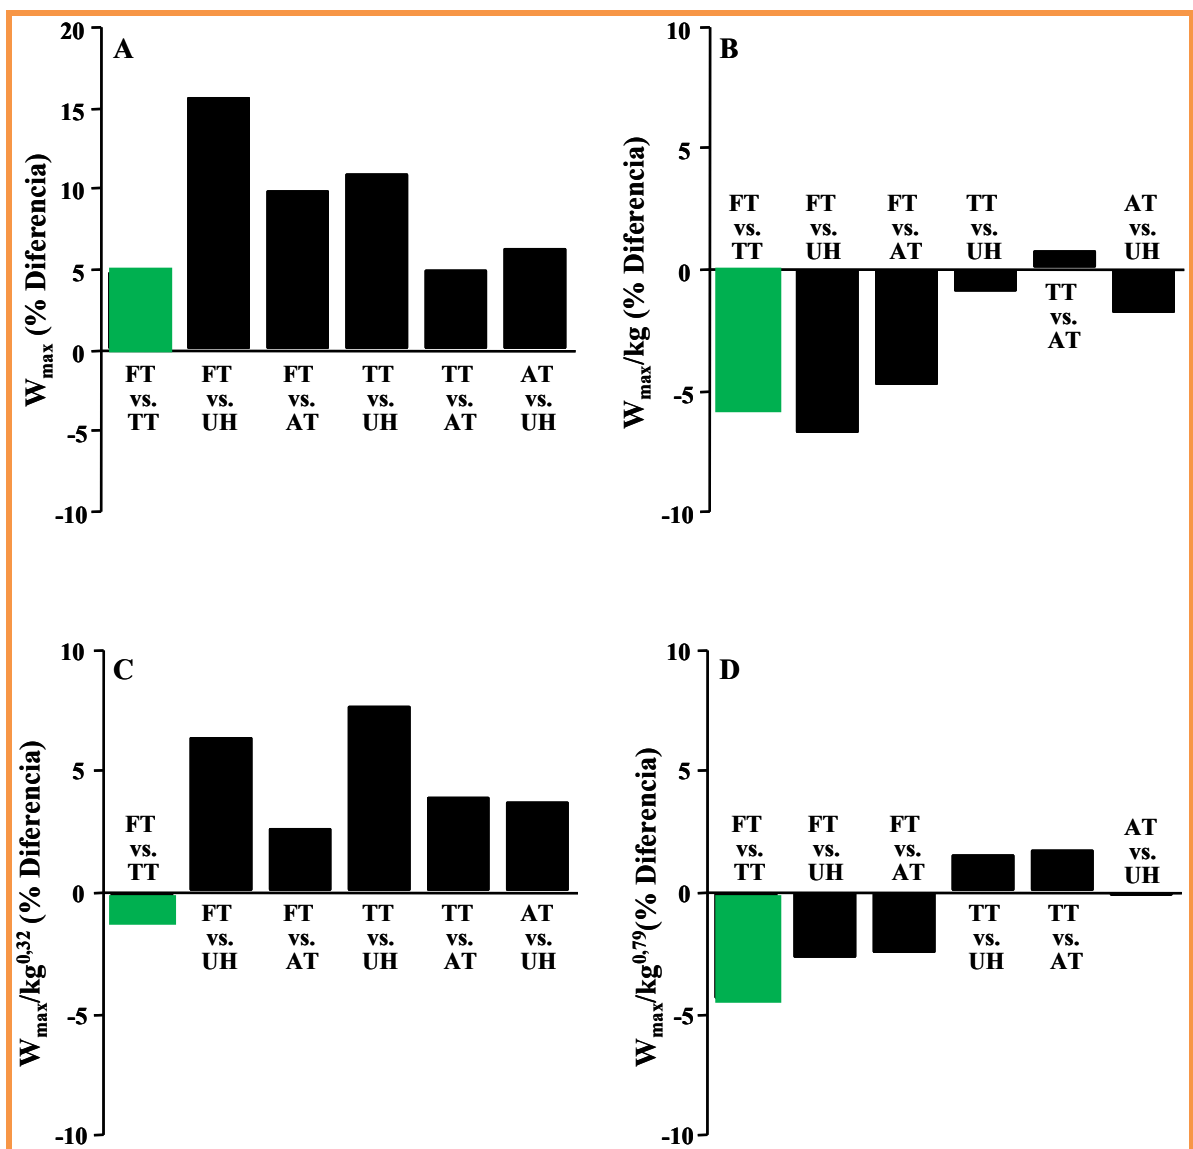 A
20
15
10
5
0
-5
-10
Wmax (% Diferencia)
FT vs. TT
FT vs. UH
FT vs. AT
TT vs. UH
TT vs. AT
AT vs. UH
B
10
5
0
-5
-10
Wmax/kg (% Diferencia)
FT vs. TT
FT vs. UH
FT vs. AT
TT vs. UH
TT vs. AT
AT vs. UH
C
10
5
0
-5
-10
Wmax/kg0,32 (% Diferencia)
FT vs. TT
FT vs. UH
FT vs. AT
TT vs. UH
TT vs. AT
AT vs. UH
D
10
5
0
-5
-10
Wmax/kg0,79(% Diferencia)
FT vs. TT
FT vs. UH
FT vs. AT
TT vs. UH
TT vs. AT
AT vs. UH